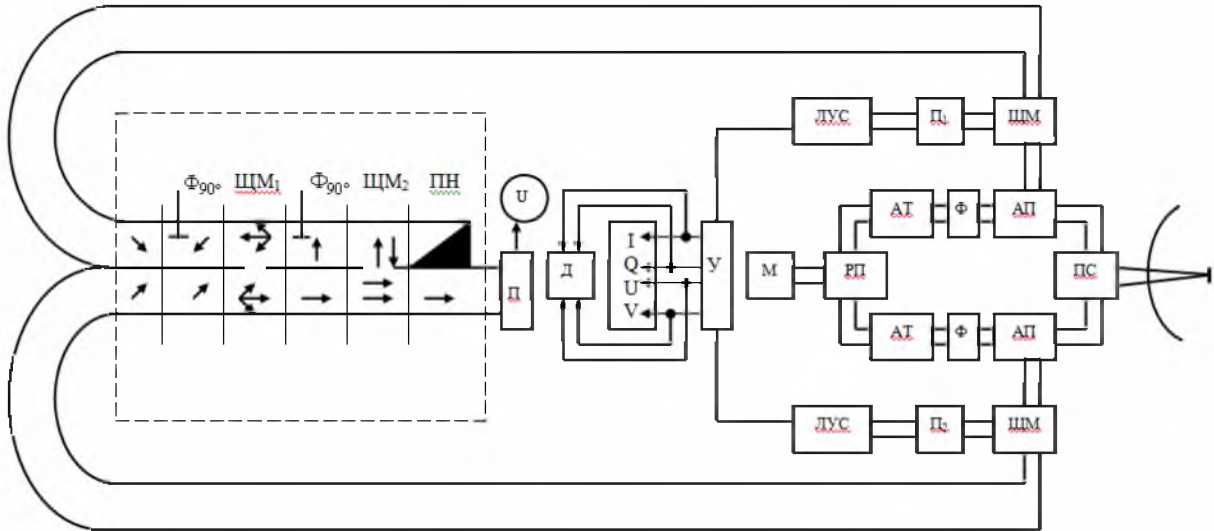 ЛУС П₁ ЩМ
Ф₉₀° ЩМ₁ Ф₉₀° ЩМ₂ ПН
U
АТ Ф АП
I
Q
U
V
П Д У М РП ПС
АТ Ф АП
ЛУС П₂ ЩМ